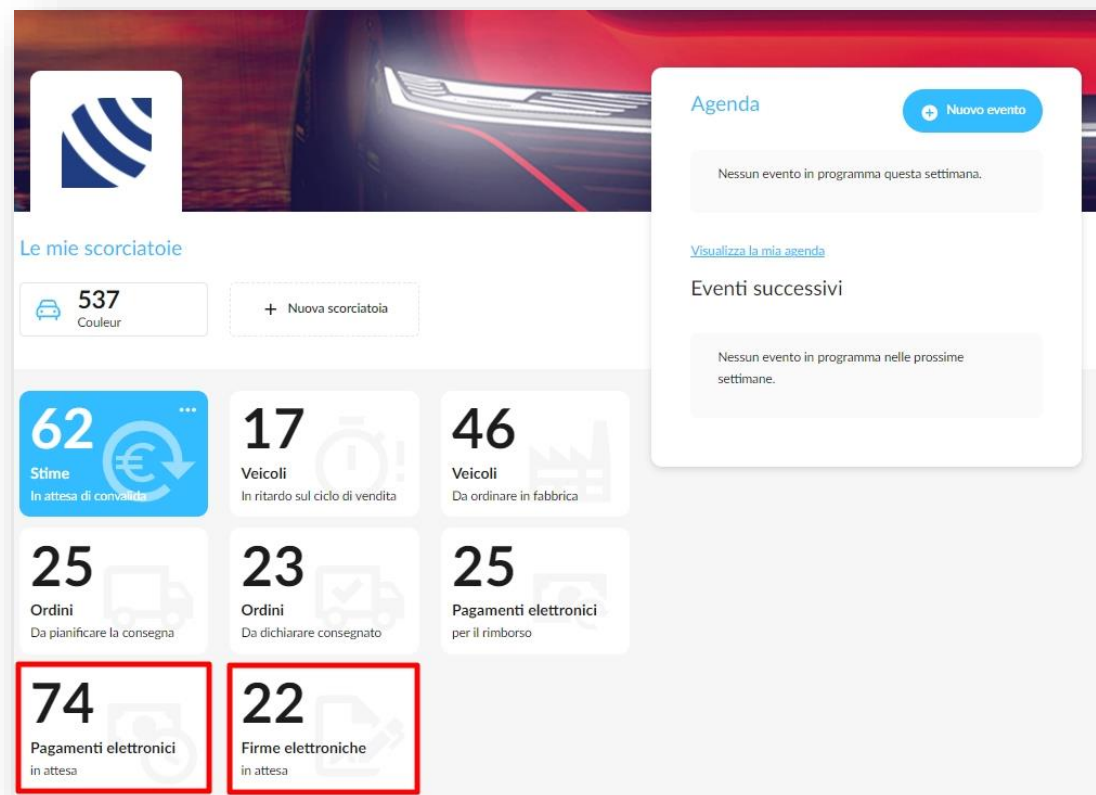 Agenda
Nuovo evento
Nessun evento in programma questa settimana.
Visualizza la mia agenda
Eventi successivi
Nessun evento in programma nelle prossime
settimane.
Le mie scorciatoie
537
Couleur
+ Nuova scorciatoia
62
Stime
In attesa di convalida
17
Veicoli
In ritardo sul ciclo di vendita
46
Veicoli
Da ordinare in fabbrica
25
Ordini
Da pianificare la consegna
23
Ordini
Da dichiarare consegnato
25
Pagamenti elettronici
per il rimborso
74
Pagamenti elettronici
in attesa
22
Firme elettroniche
in attesa